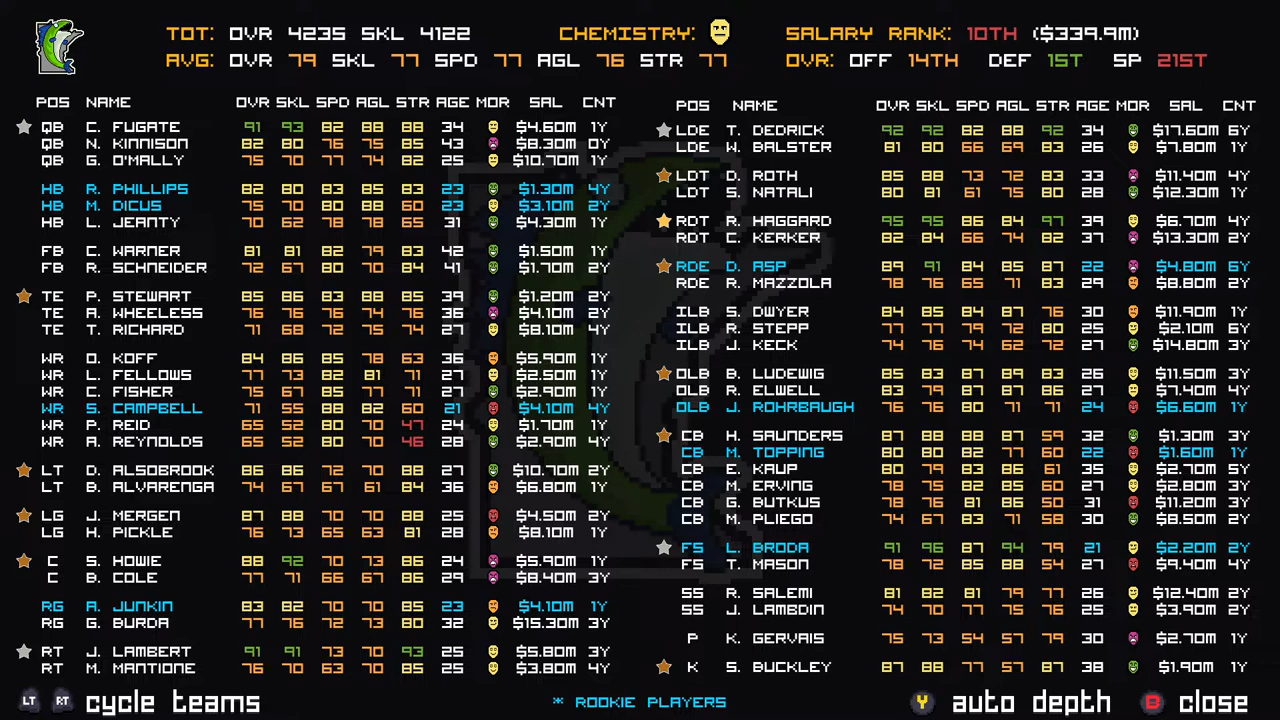 TOT: OVR 4235 SKL 4122 CHEMISTRY: SALARY RANK: 10TH ($339.9M)
AVG: OVR 79 SKL 77 SPD 77 AGL 76 STR 77 OVR: OFF 14TH DEF 1ST SP 21ST
POS NAME OVR SKL SPD AGL STR AGE MOR SAL CNT
QB C. FUGATE 91 93 82 88 88 34 $4.60M 1Y
QB N. KINNISON 82 80 76 75 85 43 $8.30M 0Y
QB G. O'MALLY 75 70 77 74 82 25 $10.70M 1Y
HB R. PHILLIPS 82 80 83 85 83 23 $1.30M 4Y
HB M. DICUS 75 70 80 88 60 23 $3.10M 2Y
HB L. JEANTY 70 62 78 78 65 31 $4.30M 1Y
FB C. WARNER 81 81 82 79 83 42 $1.50M 1Y
FB R. SCHNEIDER 72 67 80 70 84 41 $1.70M 2Y
TE P. STEWART 85 86 83 88 85 39 $1.20M 2Y
TE A. WHEELESS 76 76 76 74 76 36 $4.10M 2Y
TE T. RICHARD 71 68 72 75 74 27 $8.10M 4Y
WR O. KOFF 84 86 85 78 63 36 $5.90M 1Y
WR L. FELLOWS 77 73 82 81 71 27 $2.50M 1Y
WR C. FISHER 75 67 85 77 71 27 $2.90M 1Y
WR S. CAMPBELL 71 55 88 82 60 21 $4.10M 4Y
WR P. REID 65 52 80 70 47 24 $1.70M 1Y
WR A. REYNOLDS 65 52 80 70 46 28 $2.90M 4Y
LT D. ALSOBROOK 86 86 72 70 88 27 $10.70M 2Y
LT B. ALVARENGA 74 67 67 61 84 36 $6.80M 1Y
LG J. MERGEN 87 88 70 70 88 25 $4.50M 2Y
LG H. PICKLE 76 73 65 63 81 28 $8.10M 1Y
C S. HOWIE 88 92 70 73 86 24 $5.90M 1Y
C B. COLE 77 71 66 67 86 29 $8.40M 3Y
RG A. JUNKIN 83 82 70 70 85 23 $4.10M 1Y
RG G. BURDA 77 76 72 73 80 32 $15.30M 3Y
RT J. LAMBERT 91 91 73 70 93 25 $5.80M 3Y
RT M. MANTIONE 76 70 63 70 85 25 $3.80M 4Y
POS NAME OVR SKL SPD AGL STR AGE MOR SAL CNT
LDE T. DEDRICK 92 92 82 88 92 34 $17.60M 6Y
LDE W. BALSTER 81 80 66 69 83 26 $7.80M 1Y
LDT D. ROTH 85 88 73 72 83 33 $11.40M 4Y
LDT S. NATALI 80 81 61 75 80 28 $12.30M 1Y
RDT R. HAGGARD 95 95 86 84 97 39 $6.70M 4Y
RDT C. KERKER 82 84 66 74 82 37 $13.30M 2Y
RDE D. ASP 89 91 84 85 87 22 $4.80M 6Y
RDE R. MAZZOLA 78 76 65 71 83 29 $8.80M 2Y
ILB S. DWYER 84 85 84 87 76 30 $11.90M 1Y
ILB R. STEPP 77 77 79 72 80 25 $2.10M 6Y
ILB J. KECK 74 76 74 62 72 27 $14.80M 3Y
OLB B. LUDEWIG 85 83 87 89 83 26 $11.50M 3Y
OLB R. ELWELL 83 79 87 87 86 27 $7.40M 4Y
OLB J. ROHRBAUGH 76 76 80 71 71 24 $6.60M 1Y
CB H. SAUNDERS 87 88 88 87 59 32 $1.30M 3Y
CB M. TOPPING 80 80 82 77 60 22 $1.60M 1Y
CB E. KAUP 80 79 83 86 61 35 $2.70M 5Y
CB M. ERVING 78 75 82 85 60 27 $2.80M 3Y
CB G. BUTKUS 78 76 81 86 50 31 $11.20M 3Y
CB M. PLIEGO 74 67 83 71 58 30 $8.50M 2Y
FS L. BRODA 91 96 87 94 79 21 $2.20M 2Y
FS T. MASON 78 72 85 88 54 27 $9.40M 4Y
SS R. SALEMI 81 82 81 79 77 26 $12.40M 2Y
SS J. LAMBDIN 74 70 77 75 76 25 $3.90M 2Y
P K. GERVAIS 75 73 54 57 79 30 $2.70M 1Y
K S. BUCKLEY 87 88 77 57 87 38 $1.90M 1Y
LT RT cycle teams * ROOKIE PLAYERS Y auto depth B close